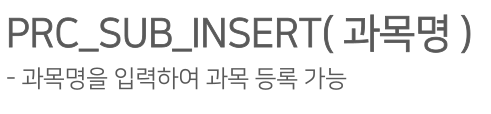 PRC_SUB_INSERT( 과목명 )
- 과목명을 입력하여 과목 등록 가능